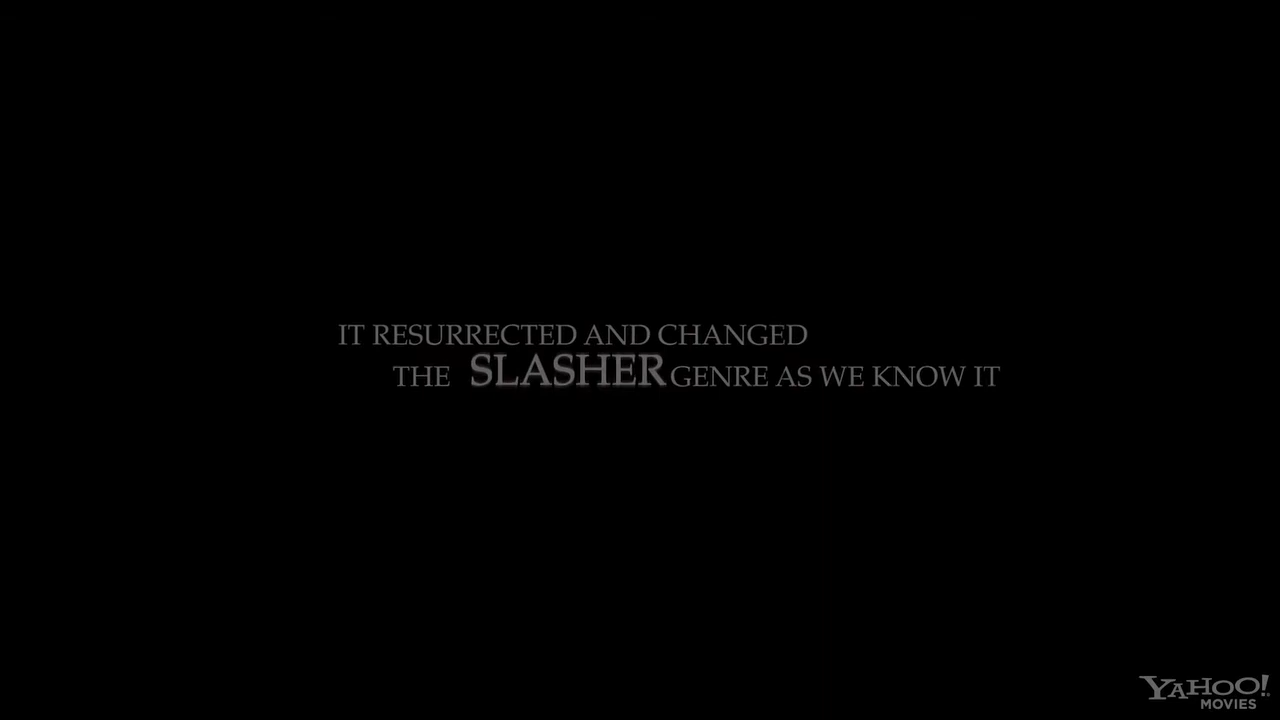 IT RESURRECTED AND CHANGED
THE SLASHER GENRE AS WE KNOW IT
YAHOO!
MOVIES